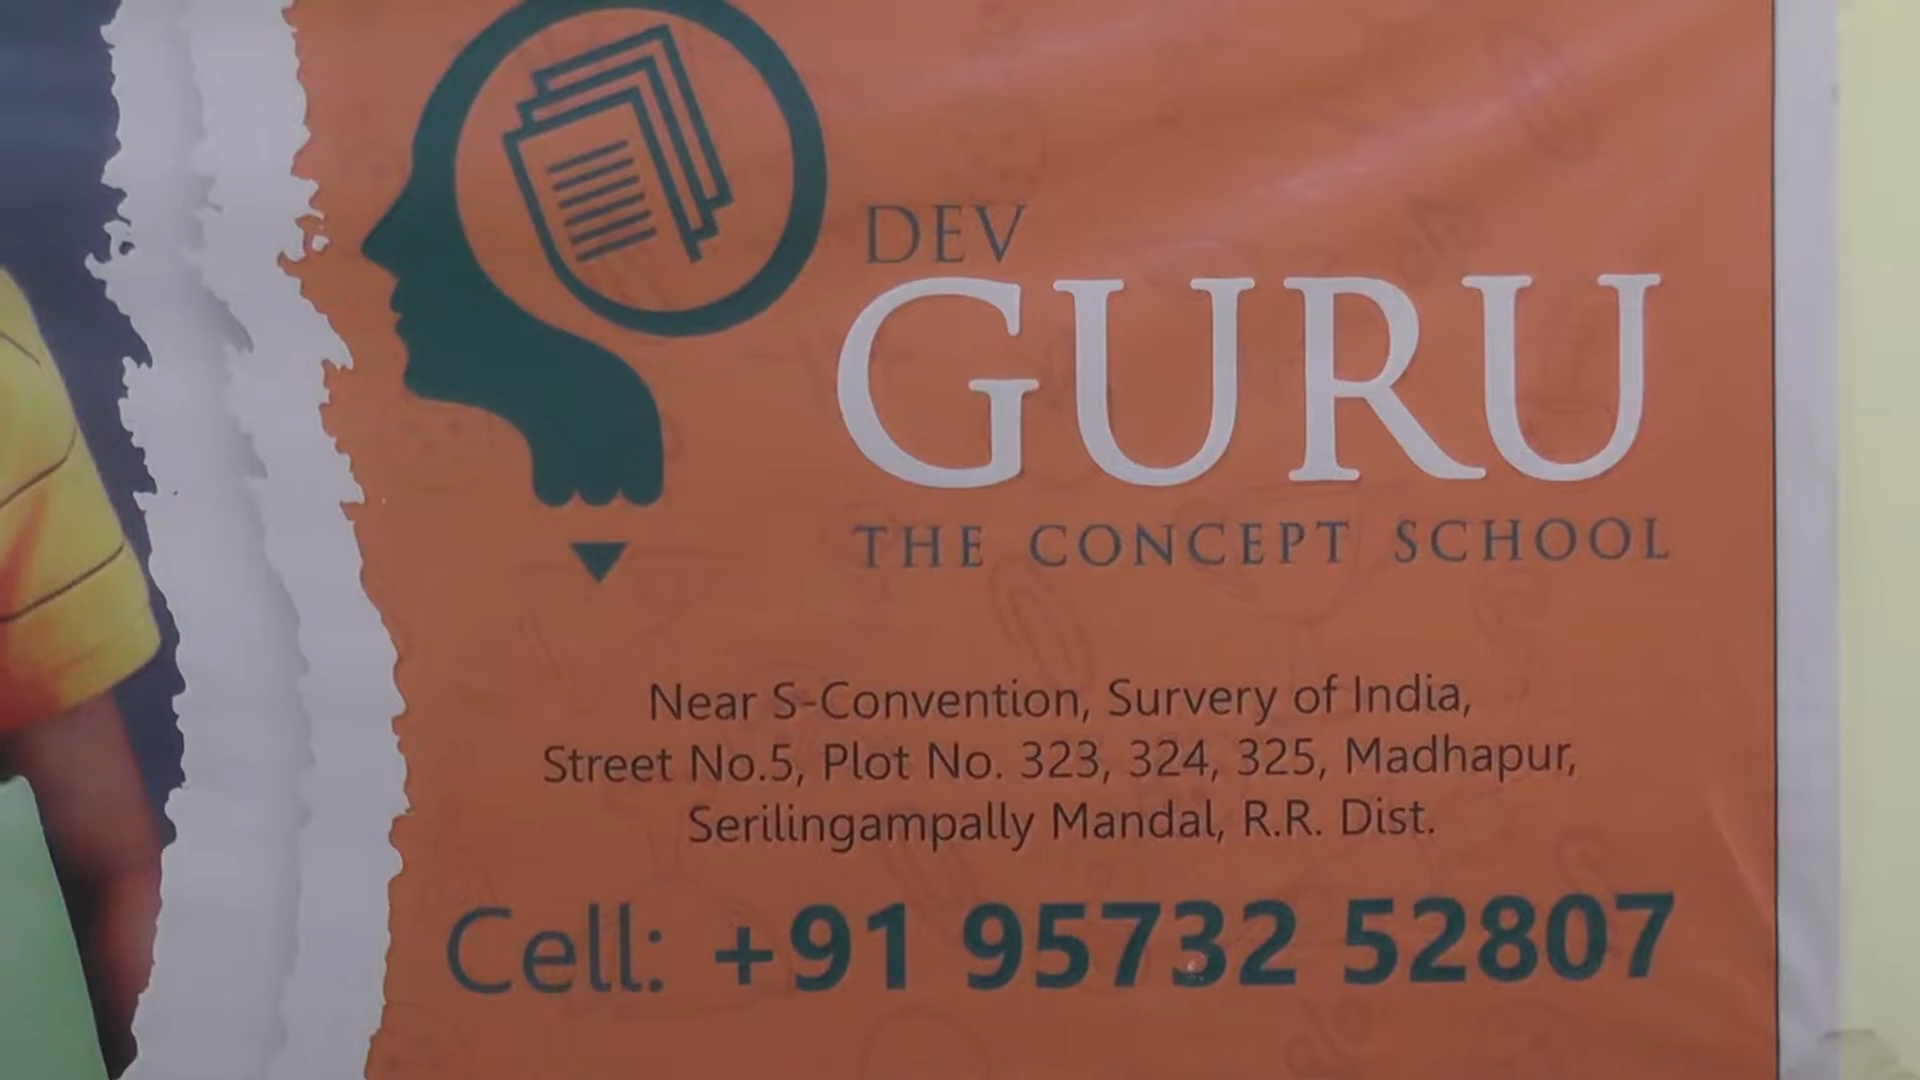 DEV
GURU
THE CONCEPT SCHOOL
Near S-Convention, Survery of India,
Street No.5, Plot No. 323, 324, 325, Madhapur,
Serilingampally Mandal, R.R. Dist.
Cell: +91 95732 52807